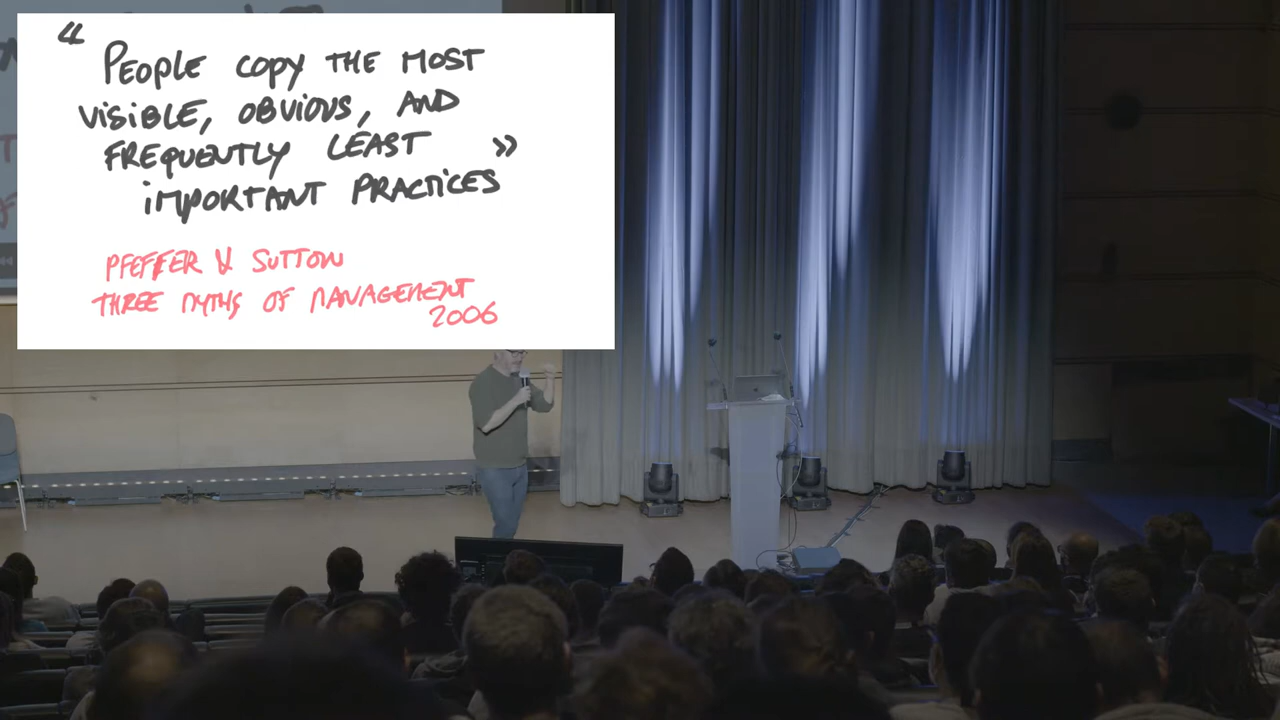 “ PEOPLE COPY THE MOST
VISIBLE, OBVIOUS, AND
FREQUENTLY LEAST ”
IMPORTANT PRACTICES
PFEFFER & SUTTON
THREE MYTHS OF MANAGEMENT
2006